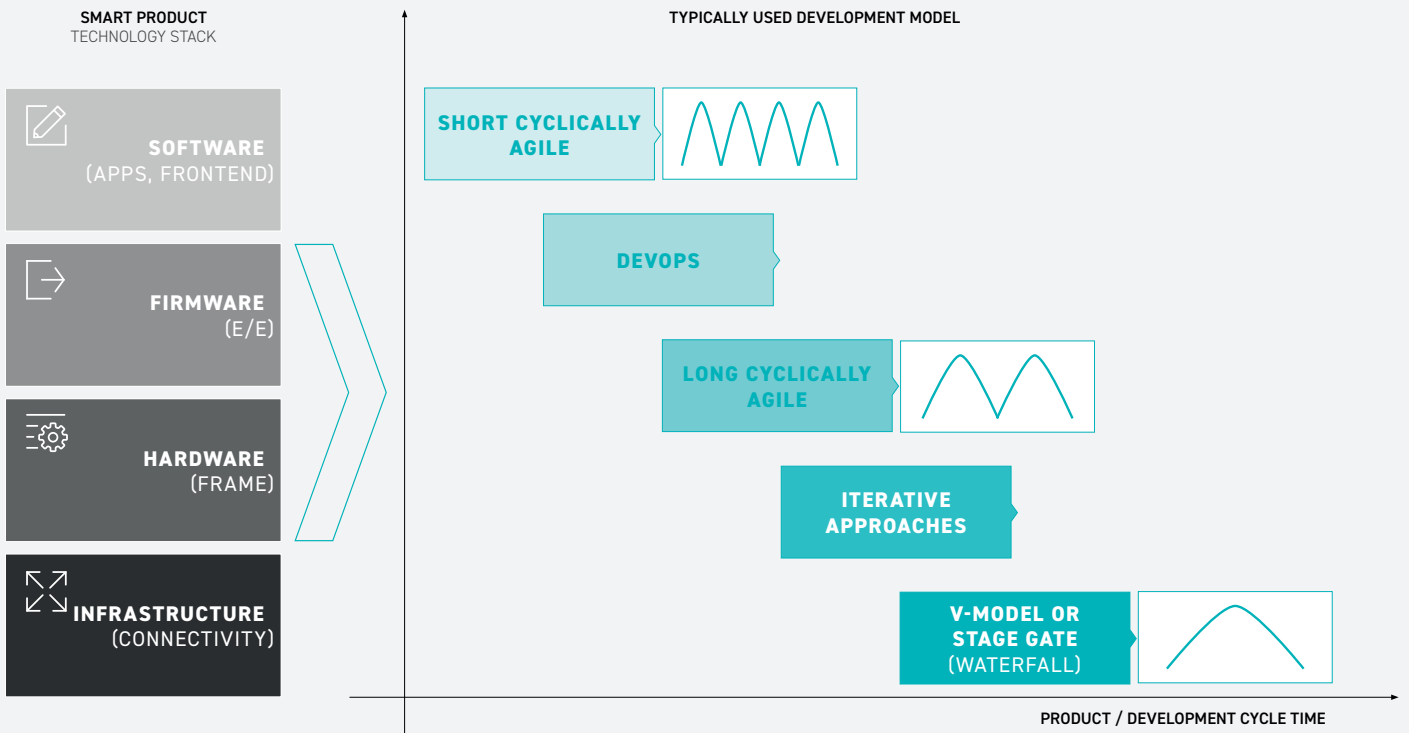 SMART PRODUCT
TECHNOLOGY STACK
TYPICALLY USED DEVELOPMENT MODEL
SOFTWARE
(APPS, FRONTEND)
FIRMWARE
(E/E)
HARDWARE
(FRAME)
INFRASTRUCTURE
(CONNECTIVITY)
SHORT CYCLICALLY
AGILE
DEVOPS
LONG CYCLICALLY
AGILE
ITERATIVE
APPROACHES
V-MODEL OR
STAGE GATE
(WATERFALL)
PRODUCT / DEVELOPMENT CYCLE TIME